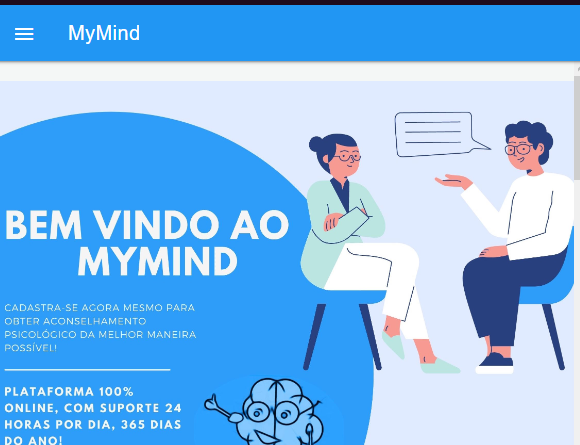 MyMind
BEM VINDO AO
MYMIND
CADASTRA-SE AGORA MESMO PARA
OBTER ACONSELHAMENTO
PSICOLÓGICO DA MELHOR MANEIRA
POSSÍVEL!
PLATAFORMA 100%
ONLINE, COM SUPORTE 24
HORAS POR DIA, 365 DIAS
DO ANO!